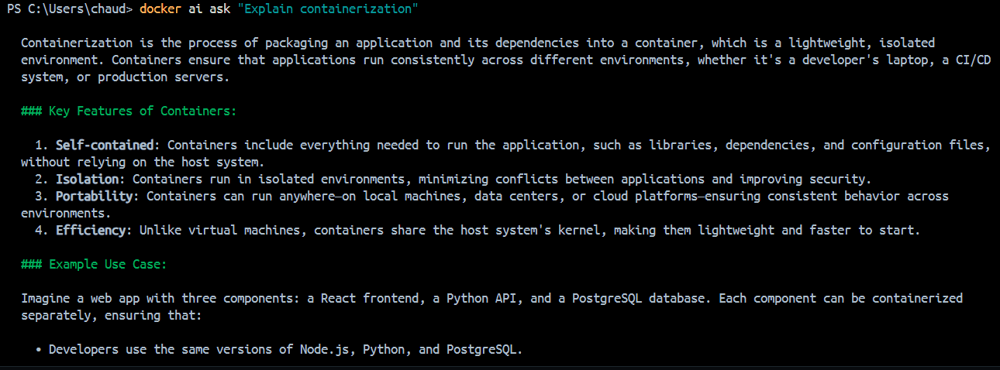 PS C:\Users\chaud> docker ai ask "Explain containerization"
Containerization is the process of packaging an application and its dependencies into a container, which is a lightweight, isolated
environment. Containers ensure that applications run consistently across different environments, whether it's a developer's laptop, a CI/CD
system, or production servers.
### Key Features of Containers:
1. Self-contained: Containers include everything needed to run the application, such as libraries, dependencies, and configuration files,
without relying on the host system.
2. Isolation: Containers run in isolated environments, minimizing conflicts between applications and improving security.
3. Portability: Containers can run anywhere—on local machines, data centers, or cloud platforms—ensuring consistent behavior across
environments.
4. Efficiency: Unlike virtual machines, containers share the host system's kernel, making them lightweight and faster to start.
### Example Use Case:
Imagine a web app with three components: a React frontend, a Python API, and a PostgreSQL database. Each component can be containerized
separately, ensuring that:
• Developers use the same versions of Node.js, Python, and PostgreSQL.